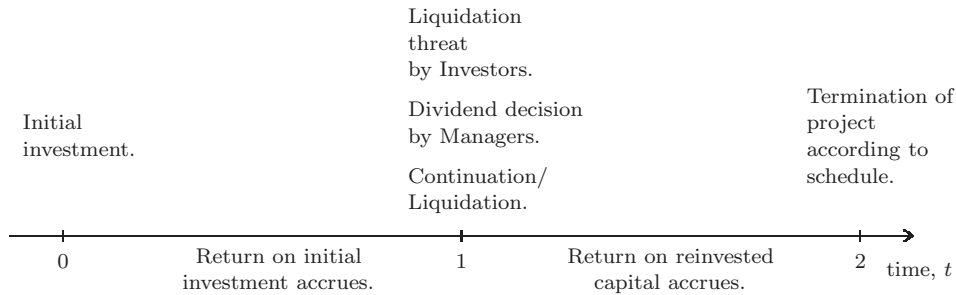 Liquidation
threat
by Investors.
Dividend decision
by Managers.
Continuation/
Liquidation.
Initial
investment.
Termination of
project
according to
schedule.
0
Return on initial
investment accrues.
1
Return on reinvested
capital accrues.
2
time, t